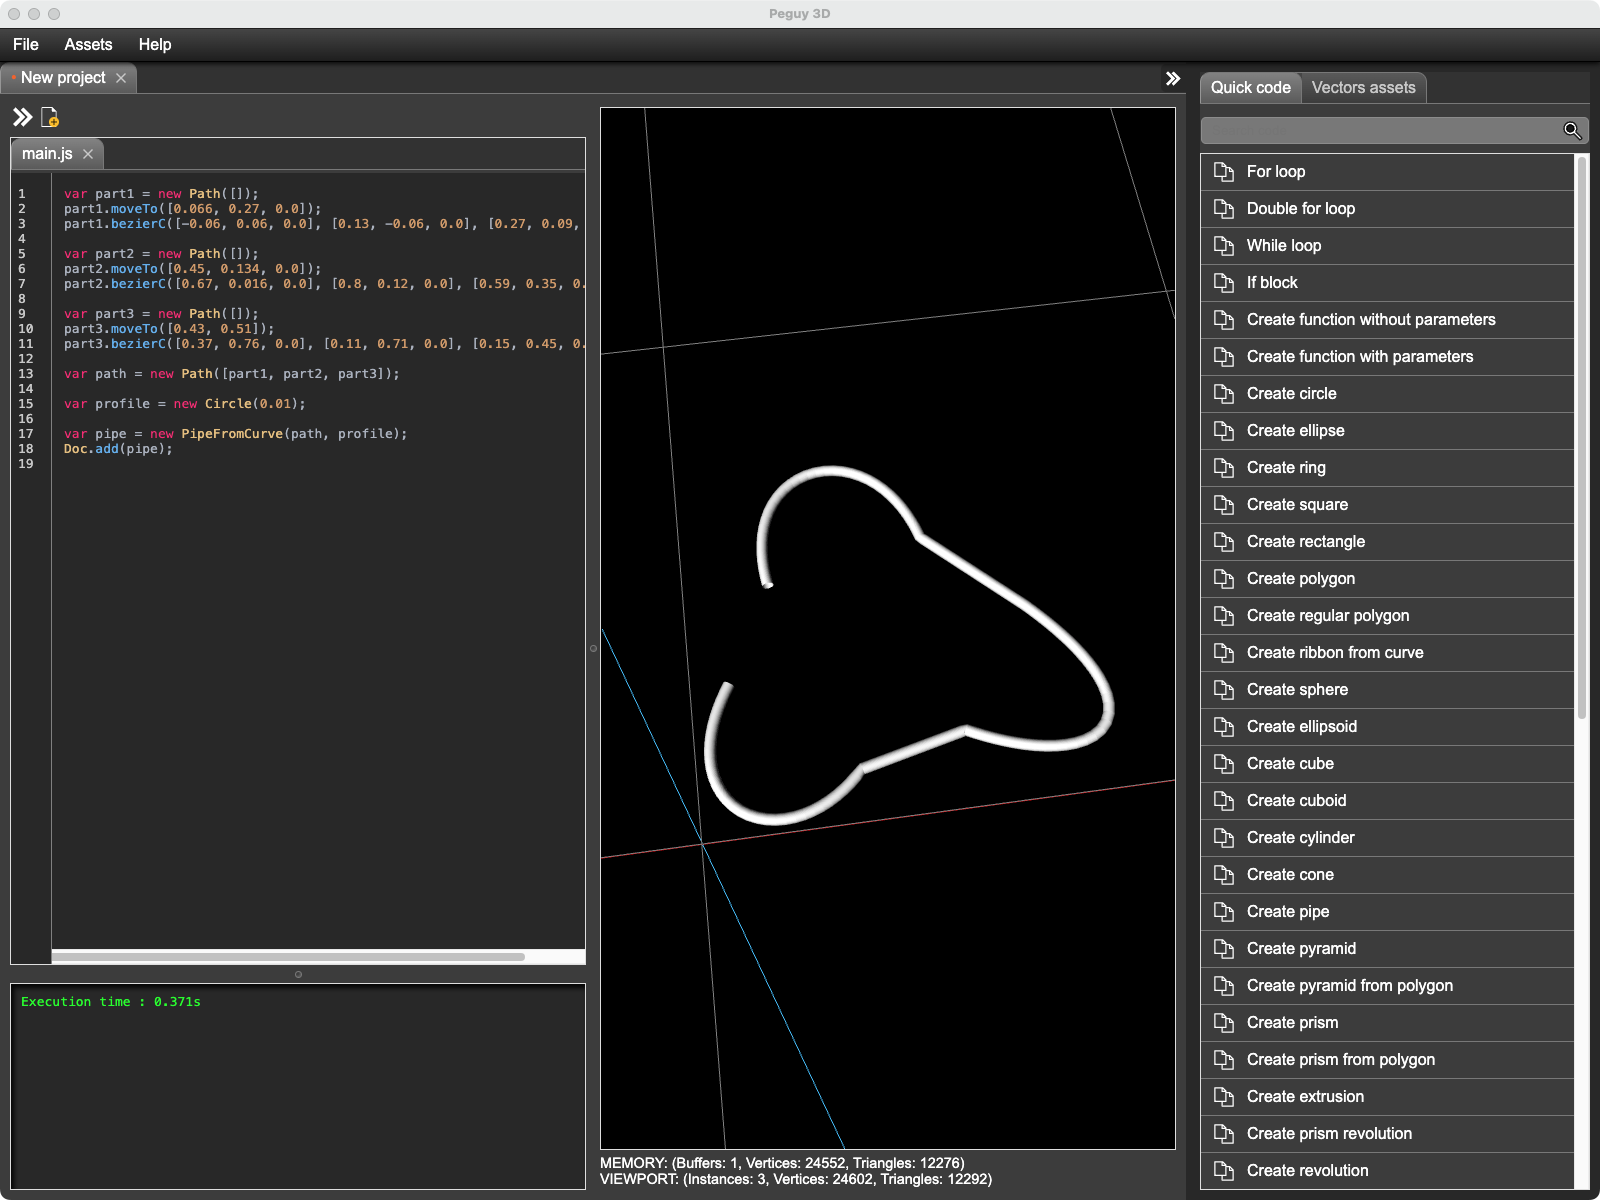 Peguy 3D
File Assets Help
• New project ×
main.js ×
1 var part1 = new Path([]);
2 part1.moveTo([0.066, 0.27, 0.0]);
3 part1.bezierC([-0.06, 0.06, 0.0], [0.13, -0.06, 0.0], [0.27, 0.09,
4
5 var part2 = new Path([]);
6 part2.moveTo([0.45, 0.134, 0.0]);
7 part2.bezierC([0.67, 0.016, 0.0], [0.8, 0.12, 0.0], [0.59, 0.35, 0.
8
9 var part3 = new Path([]);
10 part3.moveTo([0.43, 0.51]);
11 part3.bezierC([0.37, 0.76, 0.0], [0.11, 0.71, 0.0], [0.15, 0.45, 0.
12
13 var path = new Path([part1, part2, part3]);
14
15 var profile = new Circle(0.01);
16
17 var pipe = new PipeFromCurve(path, profile);
18 Doc.add(pipe);
19
Execution time : 0.371s
MEMORY: (Buffers: 1, Vertices: 24552, Triangles: 12276)
VIEWPORT: (Instances: 3, Vertices: 24602, Triangles: 12292)
Quick code Vectors assets
For loop
Double for loop
While loop
If block
Create function without parameters
Create function with parameters
Create circle
Create ellipse
Create ring
Create square
Create rectangle
Create polygon
Create regular polygon
Create ribbon from curve
Create sphere
Create ellipsoid
Create cube
Create cuboid
Create cylinder
Create cone
Create pipe
Create pyramid
Create pyramid from polygon
Create prism
Create prism from polygon
Create extrusion
Create prism revolution
Create revolution